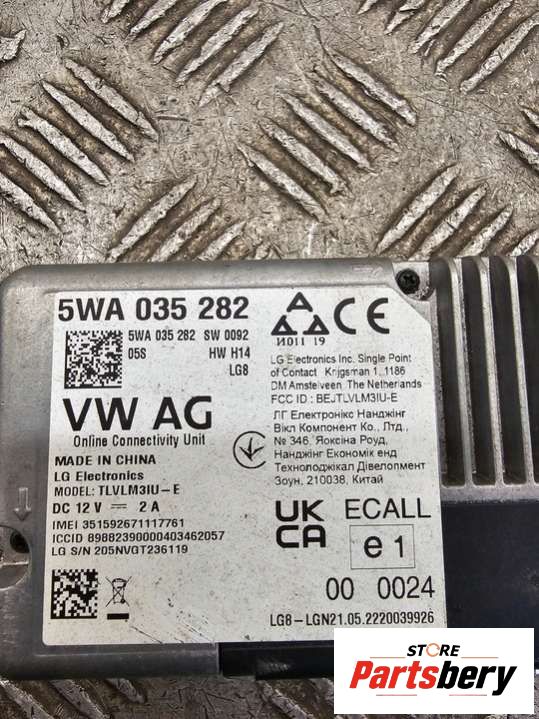 5WA 035 282
5WA 035 282 SW 0092
05S HW H14
LG8
VW AG
Online Connectivity Unit
MADE IN CHINA
LG Electronics
MODEL: TLVLM3IU-E
DC 12 V 2 A
IMEI 351592671117761
ICCID 89882390000403462057
LG S/N 205NVGT236119
CE
И011 19
LG Electronics Inc. Single Point
of Contact Krijgsman 1, 1186
DM Amstelveen, The Netherlands
FCC ID : BEJTLVLM3IU-E
ЛГ Електронікс Нанджінг
Вікл Компонент Ко., Лтд.,
№ 346, Яоксіна Роуд,
Нанджінг Економік енд
Технолоджікал Дівелопмент
Зоун, 210038, Китай
UK
CA
ECALL
e1
00 0024
LG8-LGN21.05.2220039926
STORE
Partsbery